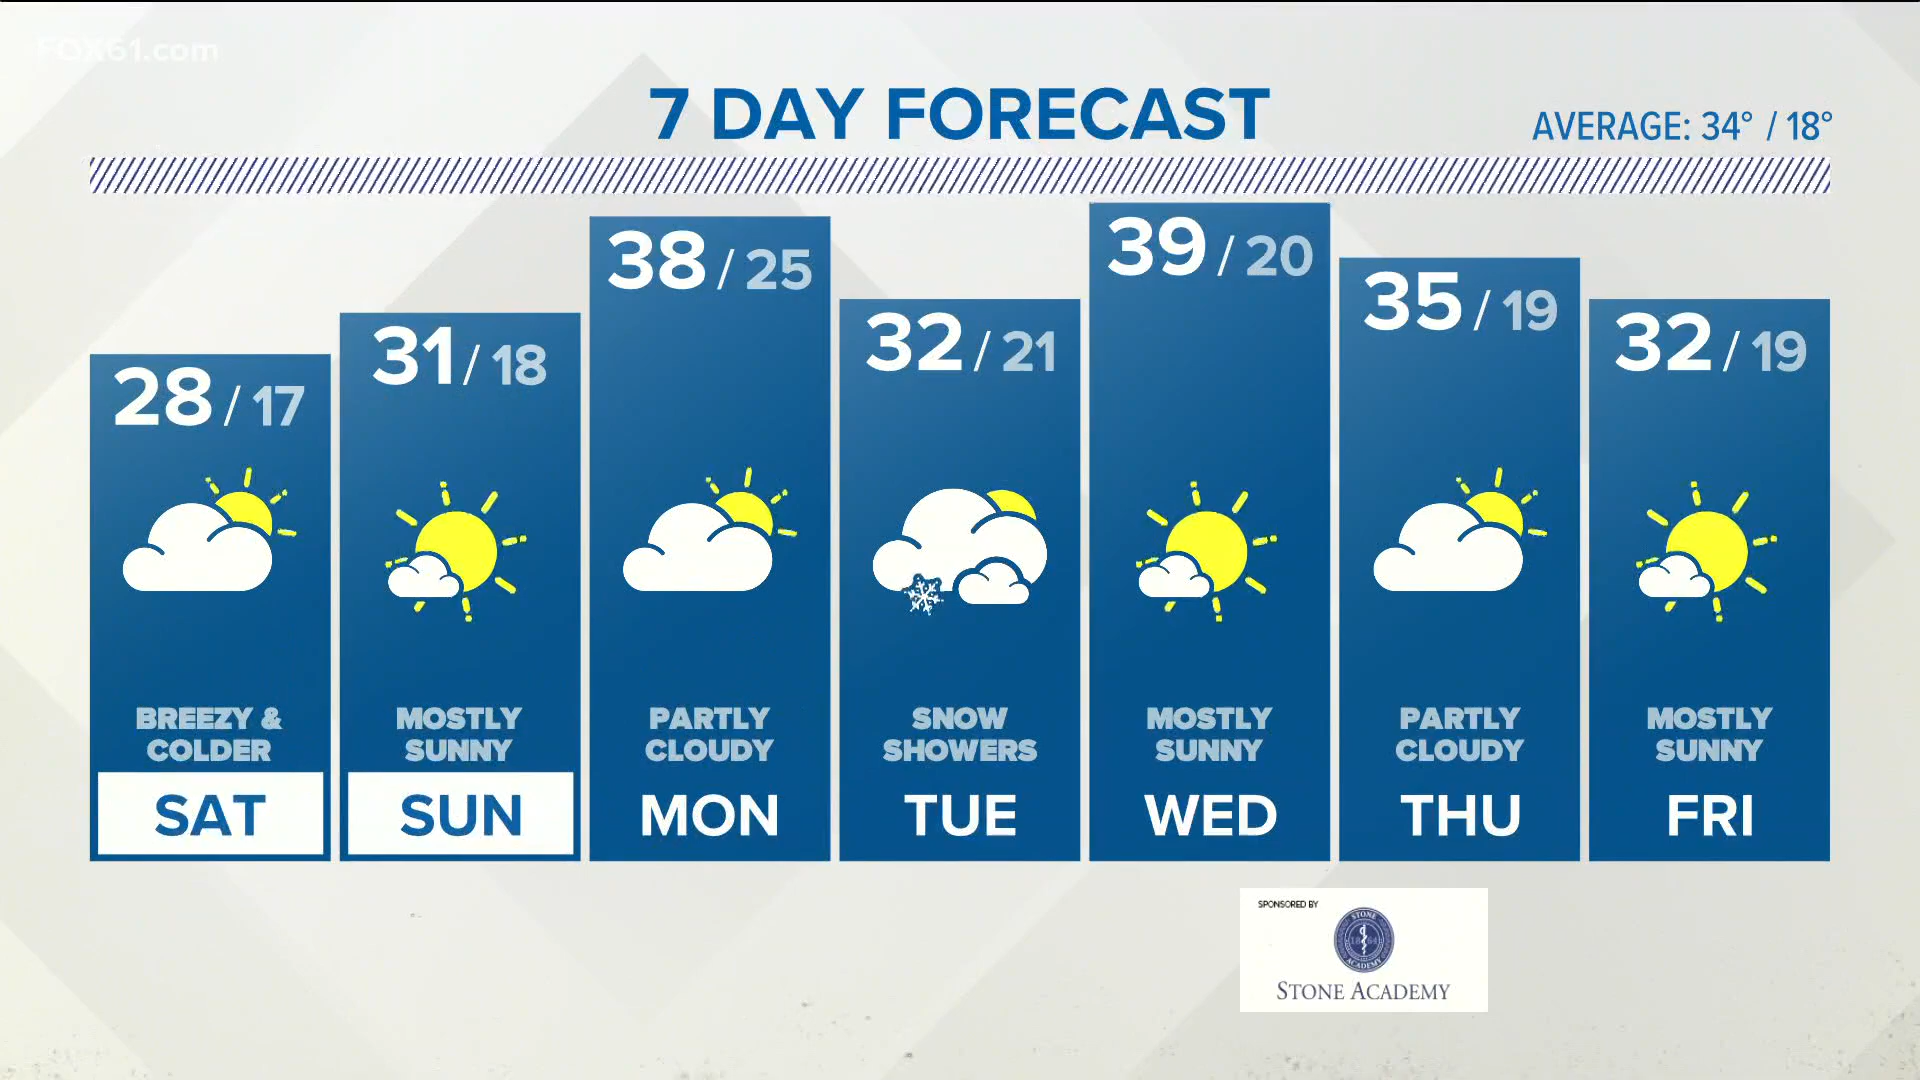 FOX61.com
7 DAY FORECAST
AVERAGE: 34° / 18°
28 / 17
BREEZY &
COLDER
SAT
31 / 18
MOSTLY
SUNNY
SUN
38 / 25
PARTLY
CLOUDY
MON
32 / 21
SNOW
SHOWERS
TUE
39 / 20
MOSTLY
SUNNY
WED
35 / 19
PARTLY
CLOUDY
THU
32 / 19
MOSTLY
SUNNY
FRI
SPONSORED BY
STONE
ACADEMY
STONE ACADEMY